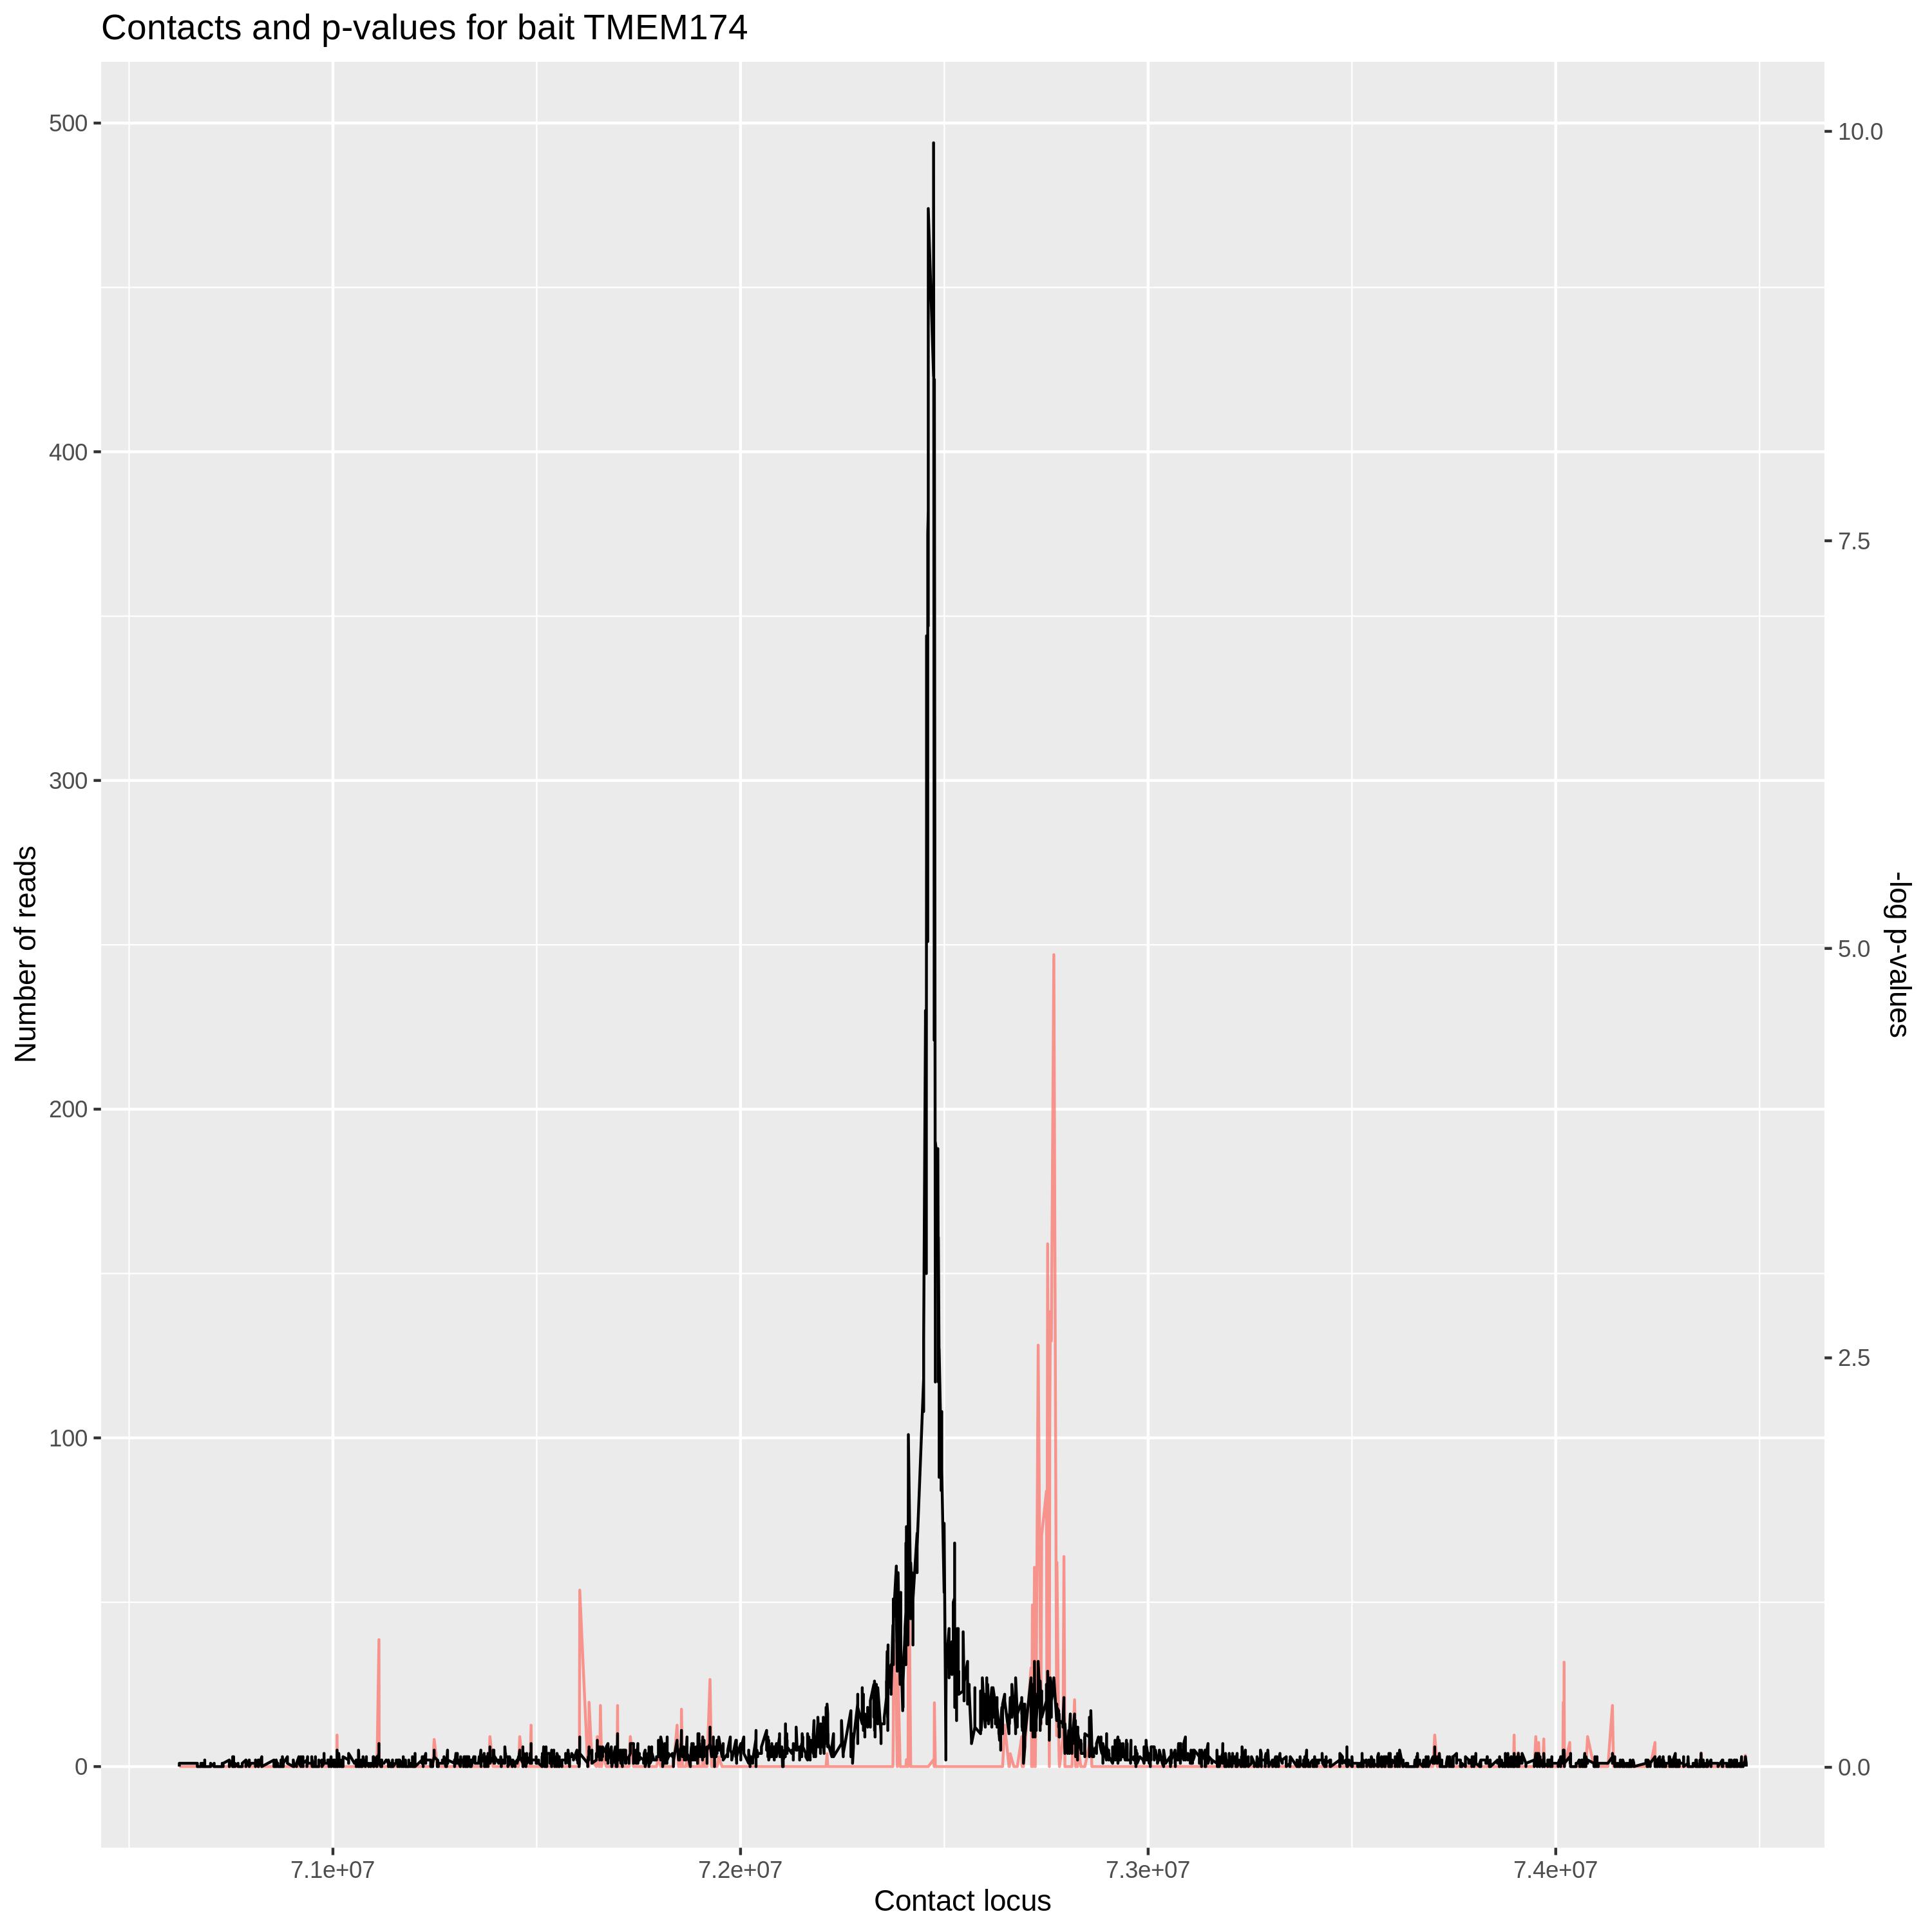 Contacts and p-values for bait TMEM174
500
400
300
200
100
0
Number of reads
10.0
7.5
5.0
2.5
0.0
-log p-values
7.1e+07
7.2e+07
7.3e+07
7.4e+07
Contact locus